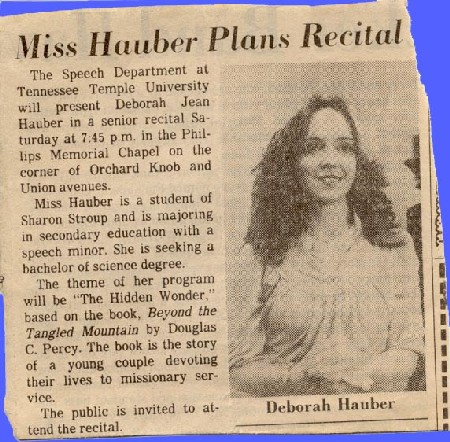 Miss Hauber Plans Recital
The Speech Department at
Tennessee Temple University
will present Deborah Jean
Hauber in a senior recital Sa-
turday at 7:45 p.m. in the Phil-
lips Memorial Chapel on the
corner of Orchard Knob and
Union avenues.
Miss Hauber is a student of
Sharon Stroup and is majoring
in secondary education with a
speech minor. She is seeking a
bachelor of science degree.
The theme of her program
will be "The Hidden Wonder,"
based on the book, Beyond the
Tangled Mountain by Douglas
C. Percy. The book is the story
of a young couple devoting
their lives to missionary ser-
vice.
The public is invited to at-
tend the recital.
Deborah Hauber